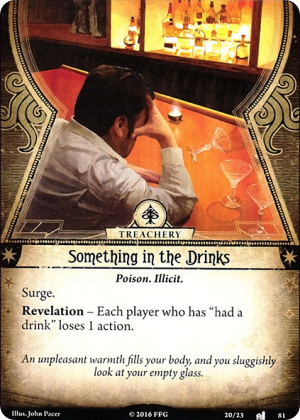 TREACHERY
Something in the Drinks
Poison. Illicit.
Surge.
Revelation – Each player who has "had a
drink" loses 1 action.
An unpleasant warmth fills your body, and you sluggishly
look at your empty glass.
Illus. John Pacer © 2016 FFG 20/23 81